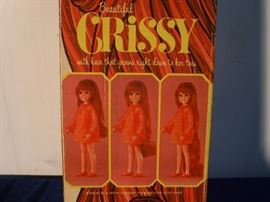 Beautiful
CRiSSY
with hair that grows right down to her toes